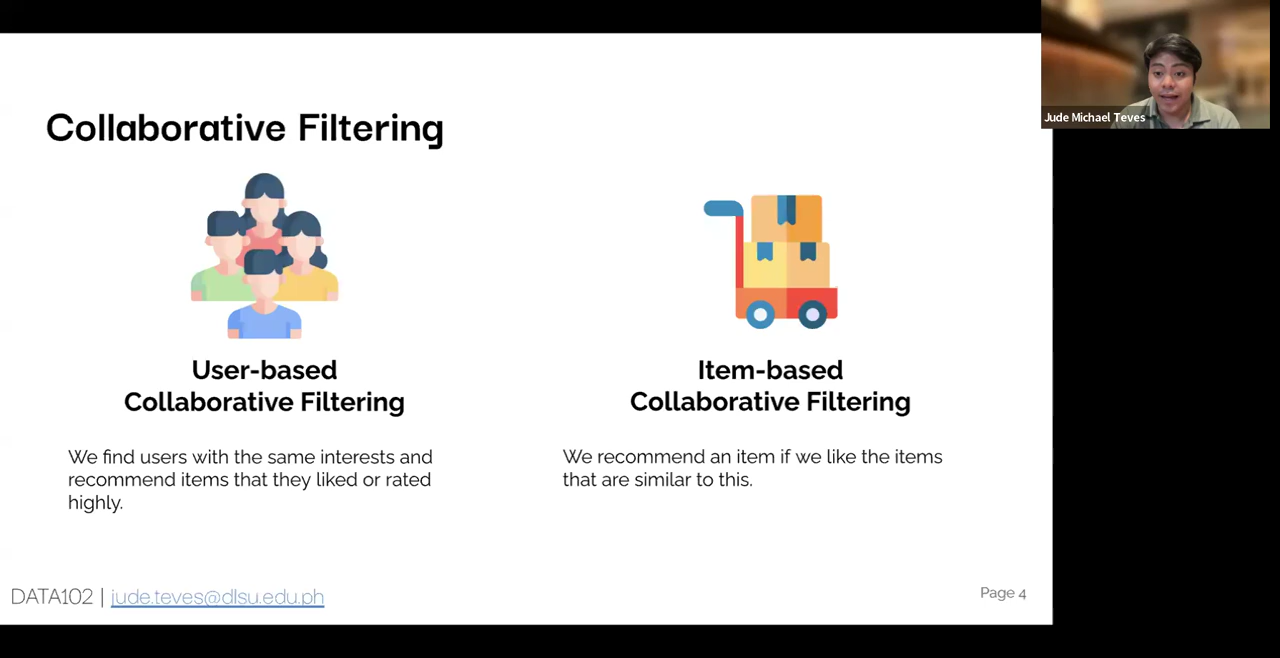 Jude Michael Teves
Collaborative Filtering
User-based
Collaborative Filtering
We find users with the same interests and
recommend items that they liked or rated
highly.
Item-based
Collaborative Filtering
We recommend an item if we like the items
that are similar to this.
DATA102 | jude.teves@dlsu.edu.ph
Page 4